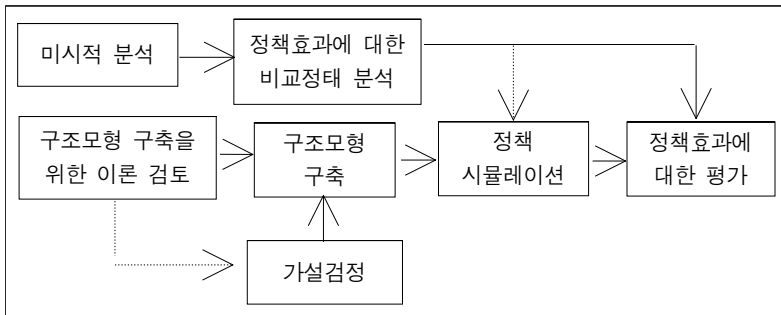 미시적 분석
정책효과에 대한
비교정태 분석
구조모형 구축을
위한 이론 검토
구조모형
구축
정책
시뮬레이션
정책효과에
대한 평가
가설검정